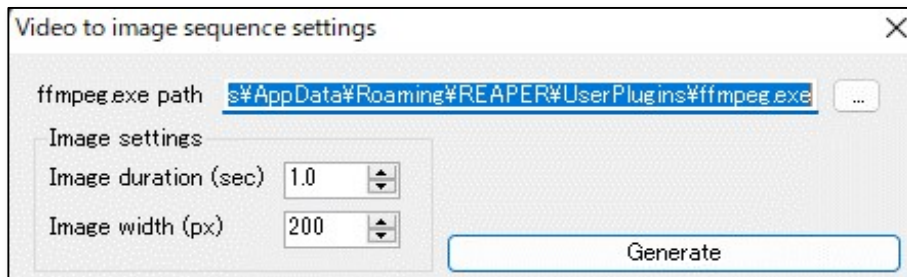 Video to image sequence settings
ffmpeg.exe path s¥AppData¥Roaming¥REAPER¥UserPlugins¥ffmpeg.exe ...
Image settings
Image duration (sec) 1.0
Image width (px) 200
Generate